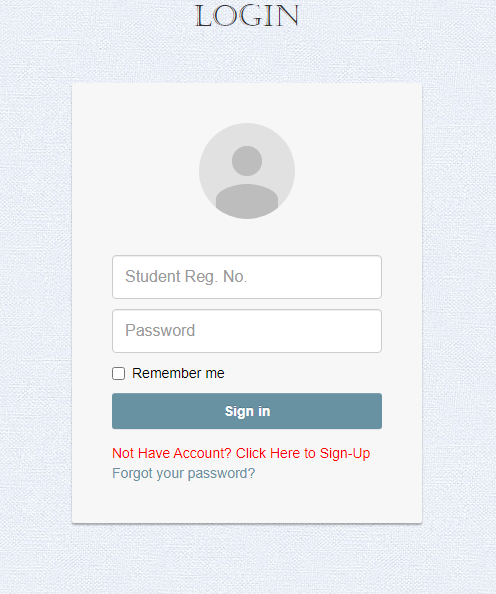 LOGIN
Student Reg. No.
Password
Remember me
Sign in
Not Have Account? Click Here to Sign-Up
Forgot your password?